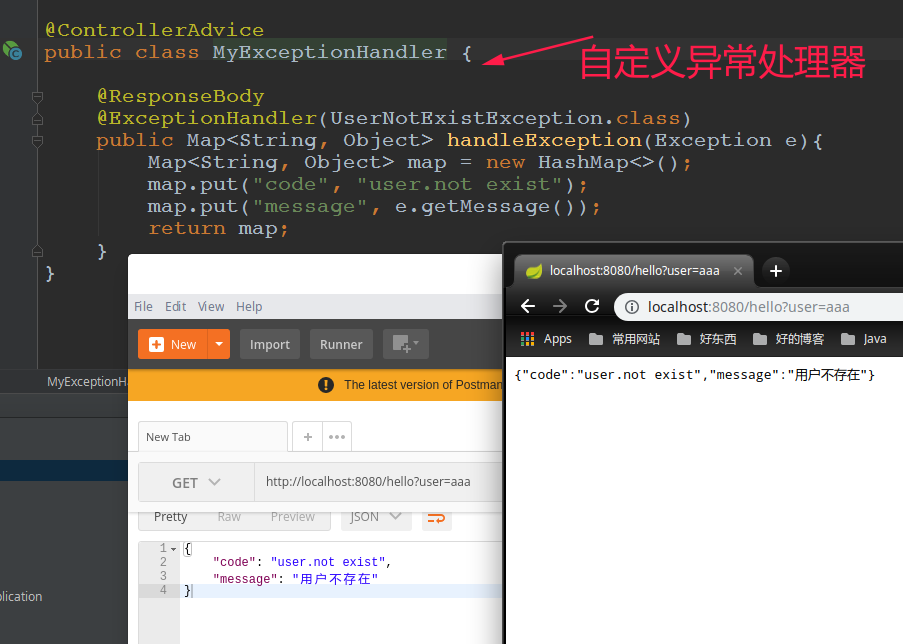 @ControllerAdvice
public class MyExceptionHandler {
自定义异常处理器
@ResponseBody
@ExceptionHandler(UserNotExistException.class)
public Map<String, Object> handleException(Exception e){
Map<String, Object> map = new HashMap<>();
map.put("code", "user.not exist");
map.put("message", e.getMessage());
return map;
}
}
MyExceptionHa
plication
File Edit View Help
New Import Runner
The latest version of Postman
New Tab + •••
GET http://localhost:8080/hello?user=aaa
Pretty Raw Preview JSON
1 {
2 "code": "user.not exist",
3 "message": "用户不存在"
4 }
localhost:8080/hello?user=aaa × +
localhost:8080/hello?user=aaa
Apps 常用网站 好东西 好的博客 Java
{"code":"user.not exist","message":"用户不存在"}